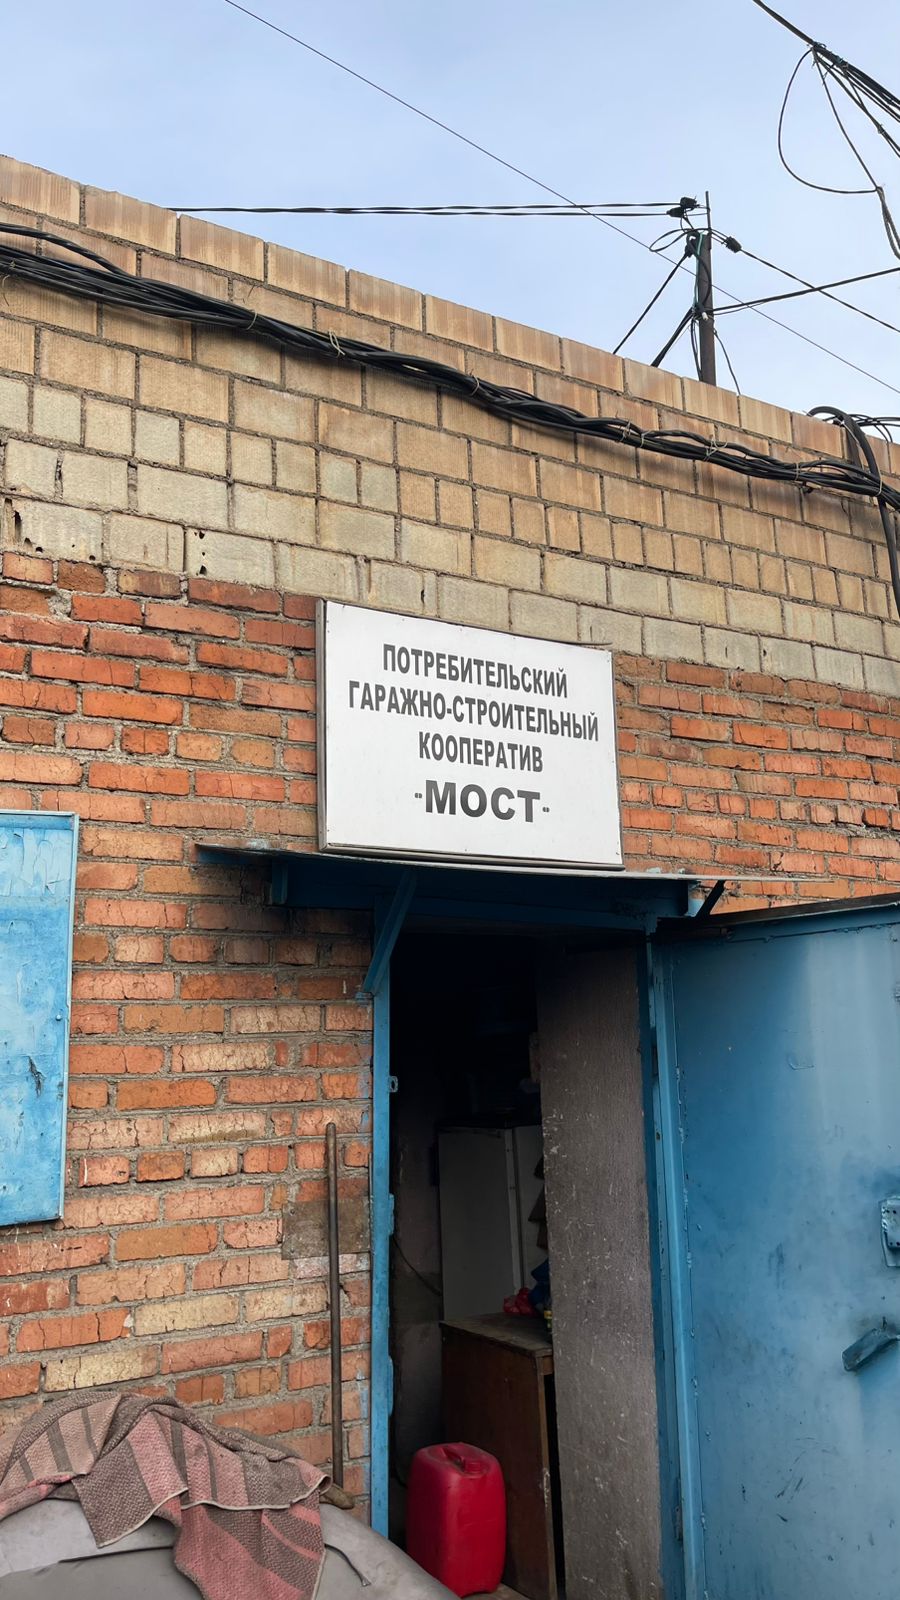 ПОТРЕБИТЕЛЬСКИЙ
ГАРАЖНО-СТРОИТЕЛЬНЫЙ
КООПЕРАТИВ
"МОСТ"